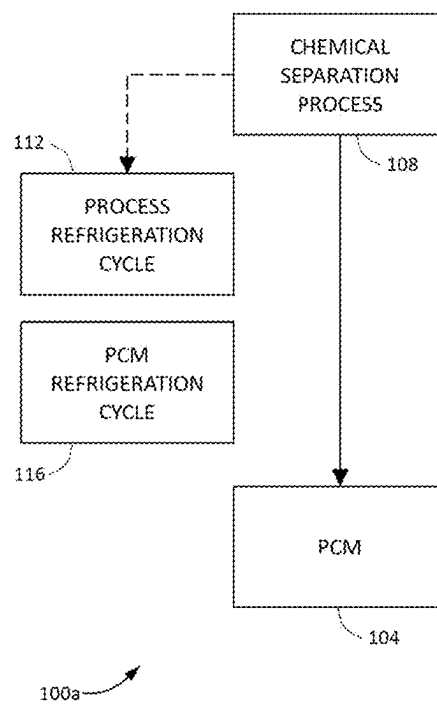 CHEMICAL
SEPARATION
PROCESS
108
112
PROCESS
REFRIGERATION
CYCLE
PCM
REFRIGERATION
CYCLE
116
PCM
104
100a